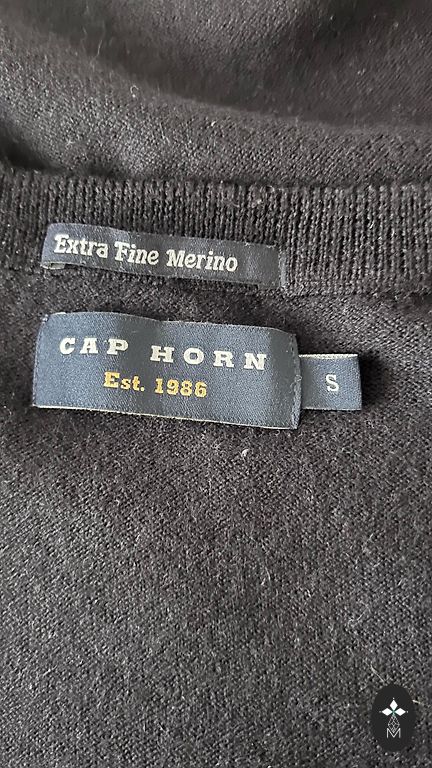 Extra Fine Merino
CAP HORN
Est. 1986
S
M